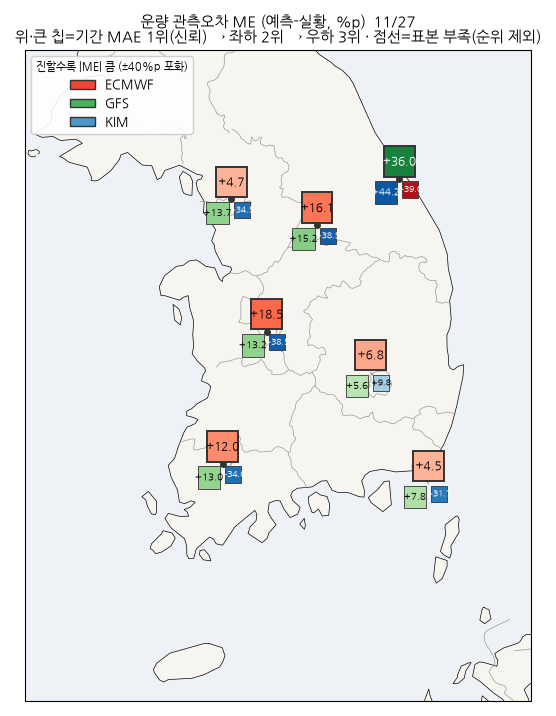 운량 관측오차 ME (예측-실황, %p) 11/27
위·큰 칩=기간 MAE 1위(신뢰) → 좌하 2위 → 우하 3위 · 점선=표본 부족(순위 제외)
진할수록 |ME| 큼 (±40%p 포화)
ECMWF
GFS
KIM
+36.0
+44.2
+4.7
+13.7
+16.1
+15.2
+18.5
+13.2
+6.8
+5.6
+9.8
+12.0
+13.0
+4.5
+7.8